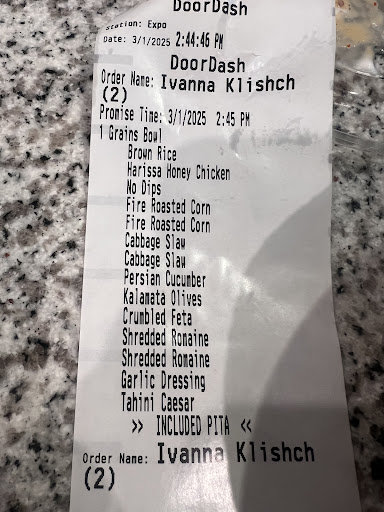 DoorDash
Station: Expo
Date: 3/1/2025 2:44:46 PM
DoorDash
Order Name: Ivanna Klishch
(2)
Promise Time: 3/1/2025 2:45 PM
1 Grains Bowl
Brown Rice
Harissa Honey Chicken
No Dips
Fire Roasted Corn
Fire Roasted Corn
Cabbage Slaw
Cabbage Slaw
Persian Cucumber
Kalamata Olives
Crumbled Feta
Shredded Romaine
Shredded Romaine
Garlic Dressing
Tahini Caesar
>> INCLUDED PITA <<
Order Name: Ivanna Klishch
(2)